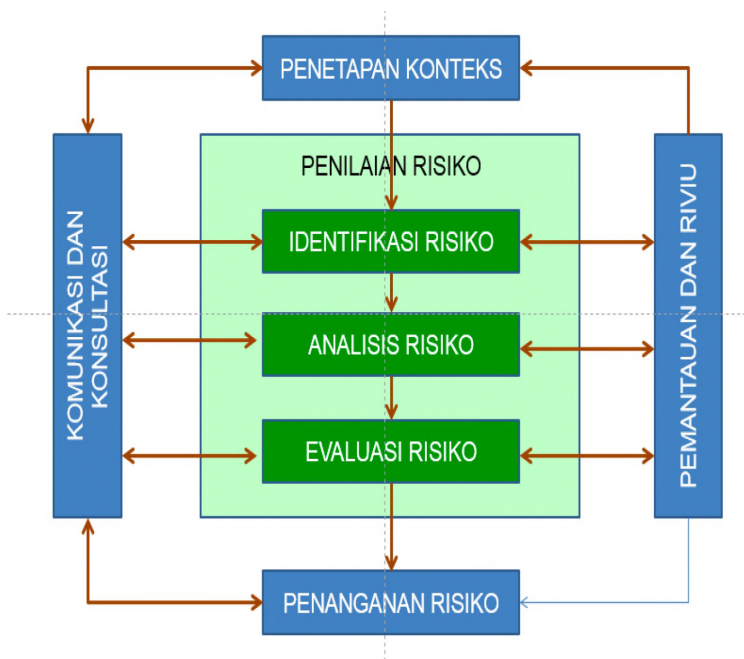 PENETAPAN KONTEKS
PENILAIAN RISIKO
IDENTIFIKASI RISIKO
ANALISIS RISIKO
EVALUASI RISIKO
PENANGANAN RISIKO
KOMUNIKASI DAN
KONSULTASI
PEMANTAUAN DAN RIVIU